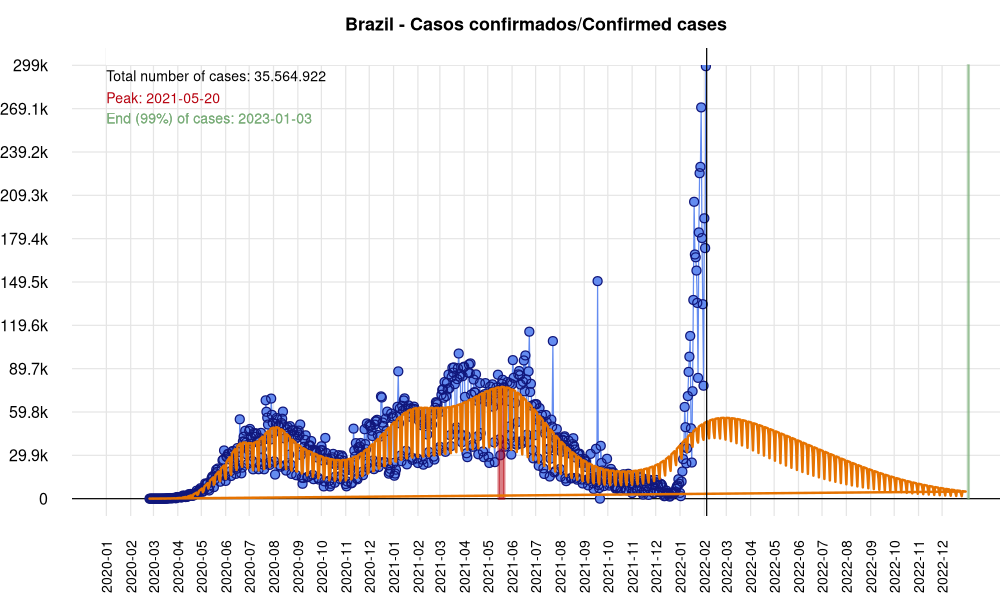 Brazil - Casos confirmados/Confirmed cases
Total number of cases: 35.564.922
Peak: 2021-05-20
End (99%) of cases: 2023-01-03
299k
269.1k
239.2k
209.3k
179.4k
149.5k
119.6k
89.7k
59.8k
29.9k
0
2020-01
2020-02
2020-03
2020-04
2020-05
2020-06
2020-07
2020-08
2020-09
2020-10
2020-11
2020-12
2021-01
2021-02
2021-03
2021-04
2021-05
2021-06
2021-07
2021-08
2021-09
2021-10
2021-11
2021-12
2022-01
2022-02
2022-03
2022-04
2022-05
2022-06
2022-07
2022-08
2022-09
2022-10
2022-11
2022-12